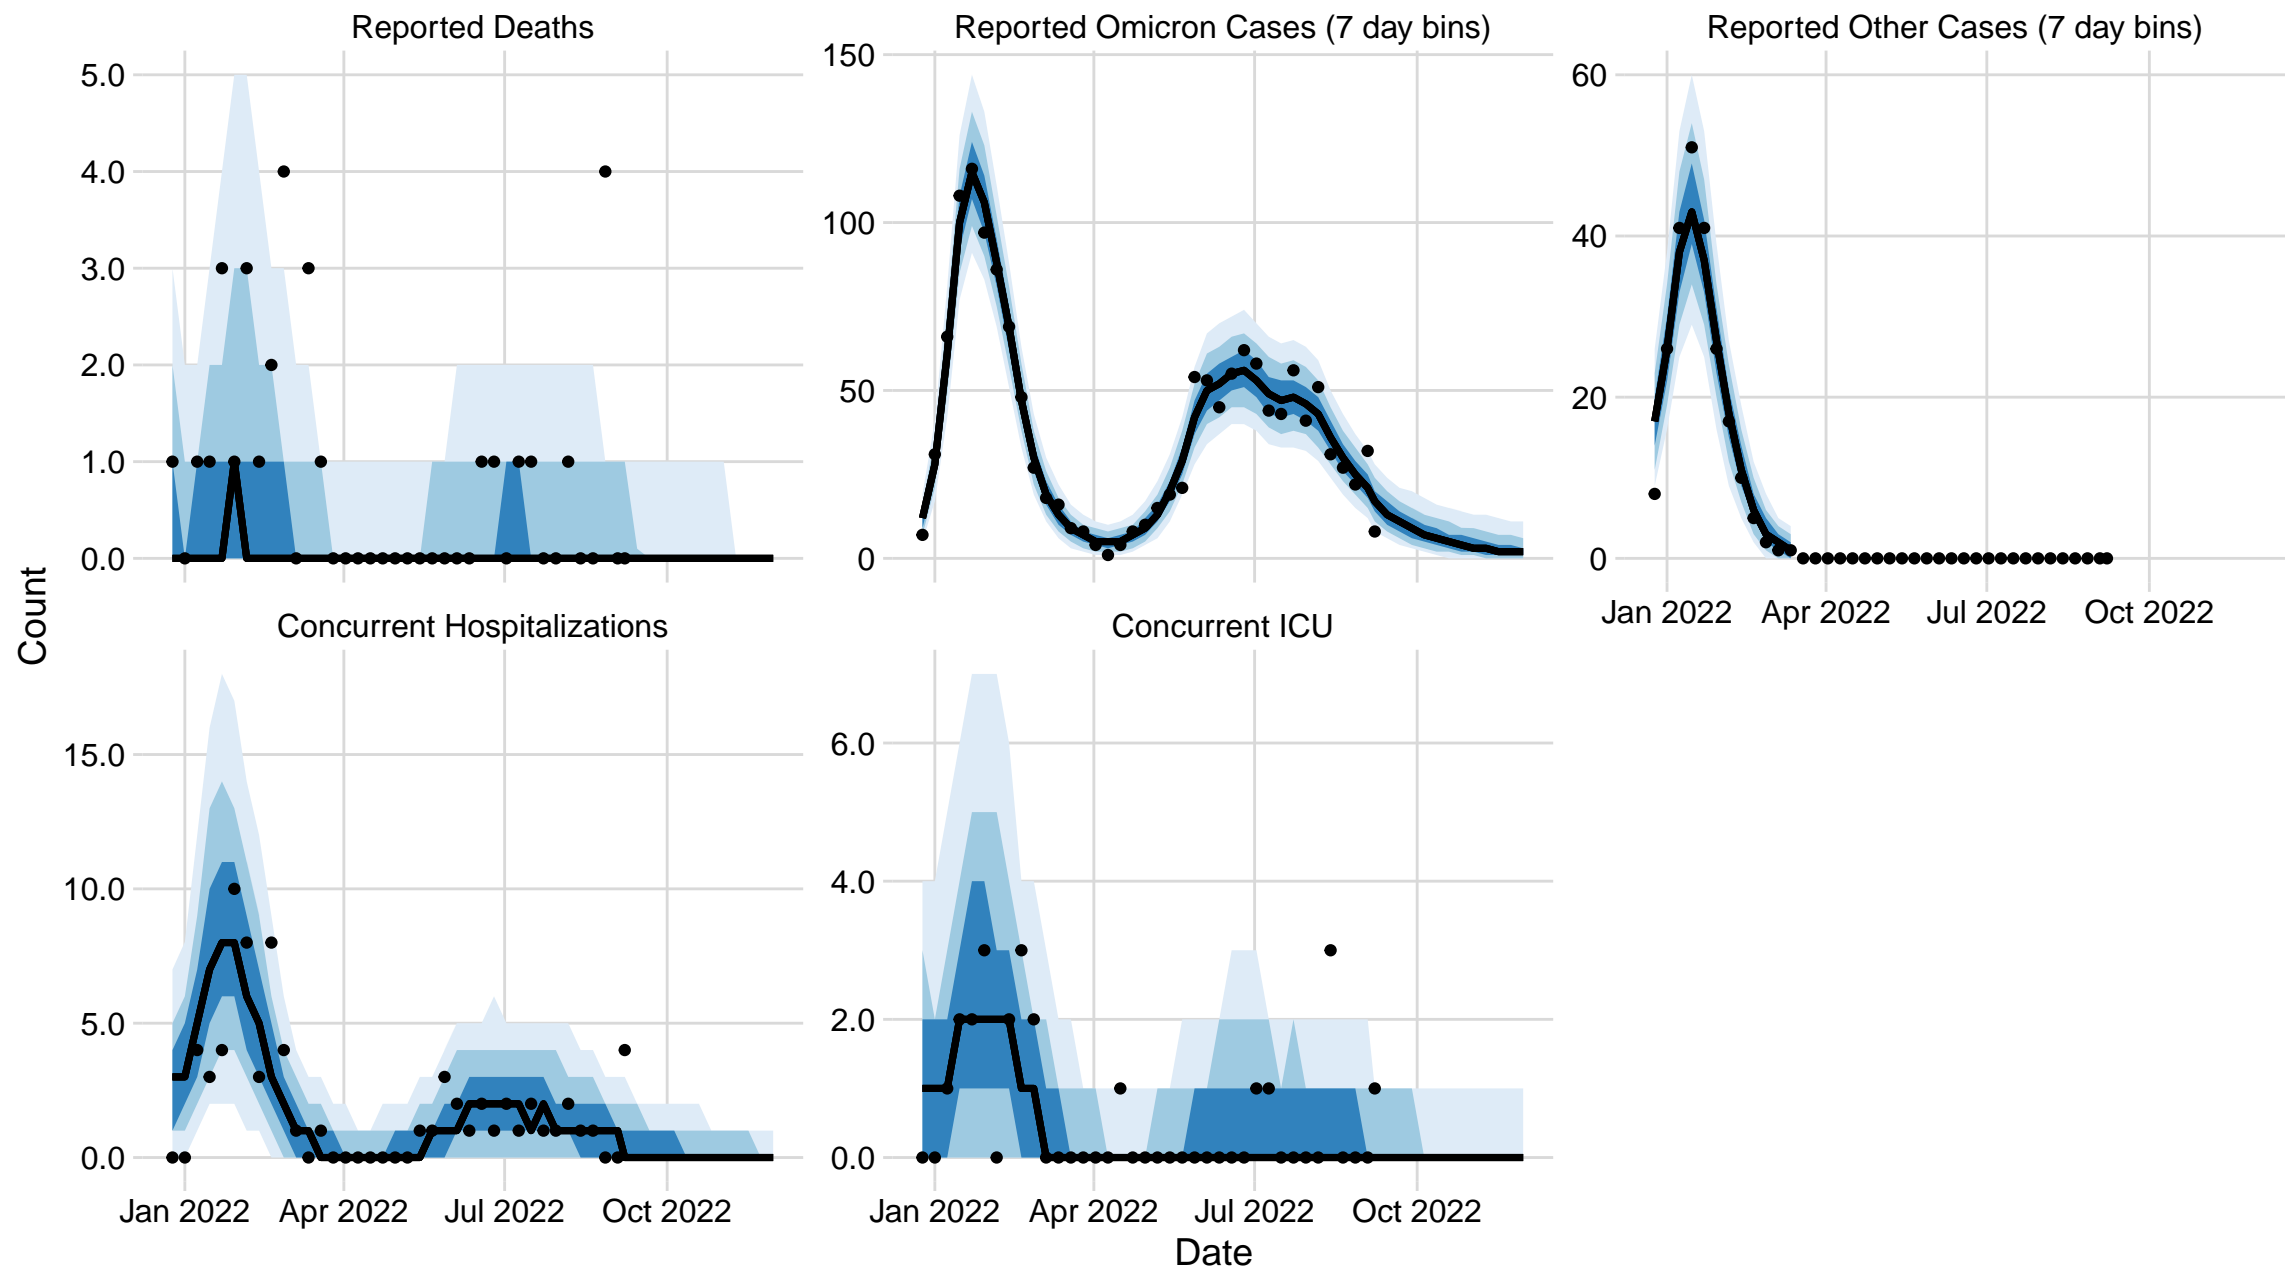 Reported Deaths
Reported Omicron Cases (7 day bins)
Reported Other Cases (7 day bins)
5.0
4.0
3.0
2.0
1.0
0.0
150
100
50
0
60
40
20
0
Jan 2022 Apr 2022 Jul 2022 Oct 2022
Count
Concurrent Hospitalizations
Concurrent ICU
15.0
10.0
5.0
0.0
6.0
4.0
2.0
0.0
Jan 2022 Apr 2022 Jul 2022 Oct 2022
Jan 2022 Apr 2022 Jul 2022 Oct 2022
Date